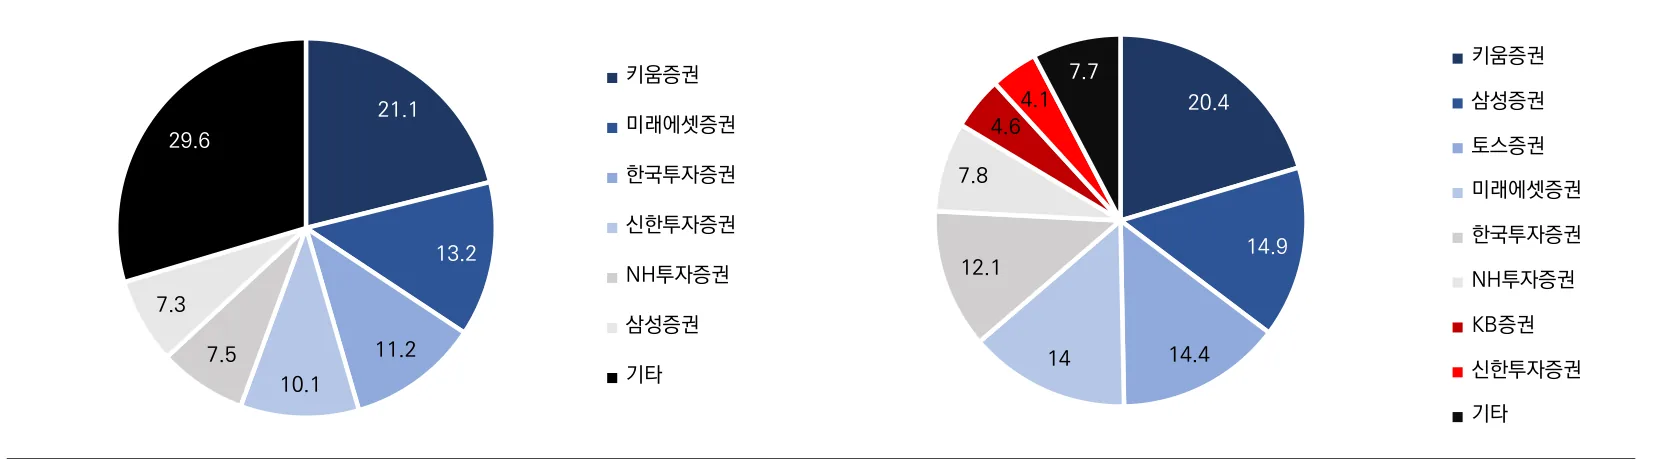 21.1
13.2
11.2
10.1
7.5
7.3
29.6
키움증권
미래에셋증권
한국투자증권
신한투자증권
NH투자증권
삼성증권
기타
20.4
14.9
14.4
14
12.1
7.8
4.6
4.1
7.7
키움증권
삼성증권
토스증권
미래에셋증권
한국투자증권
NH투자증권
KB증권
신한투자증권
기타